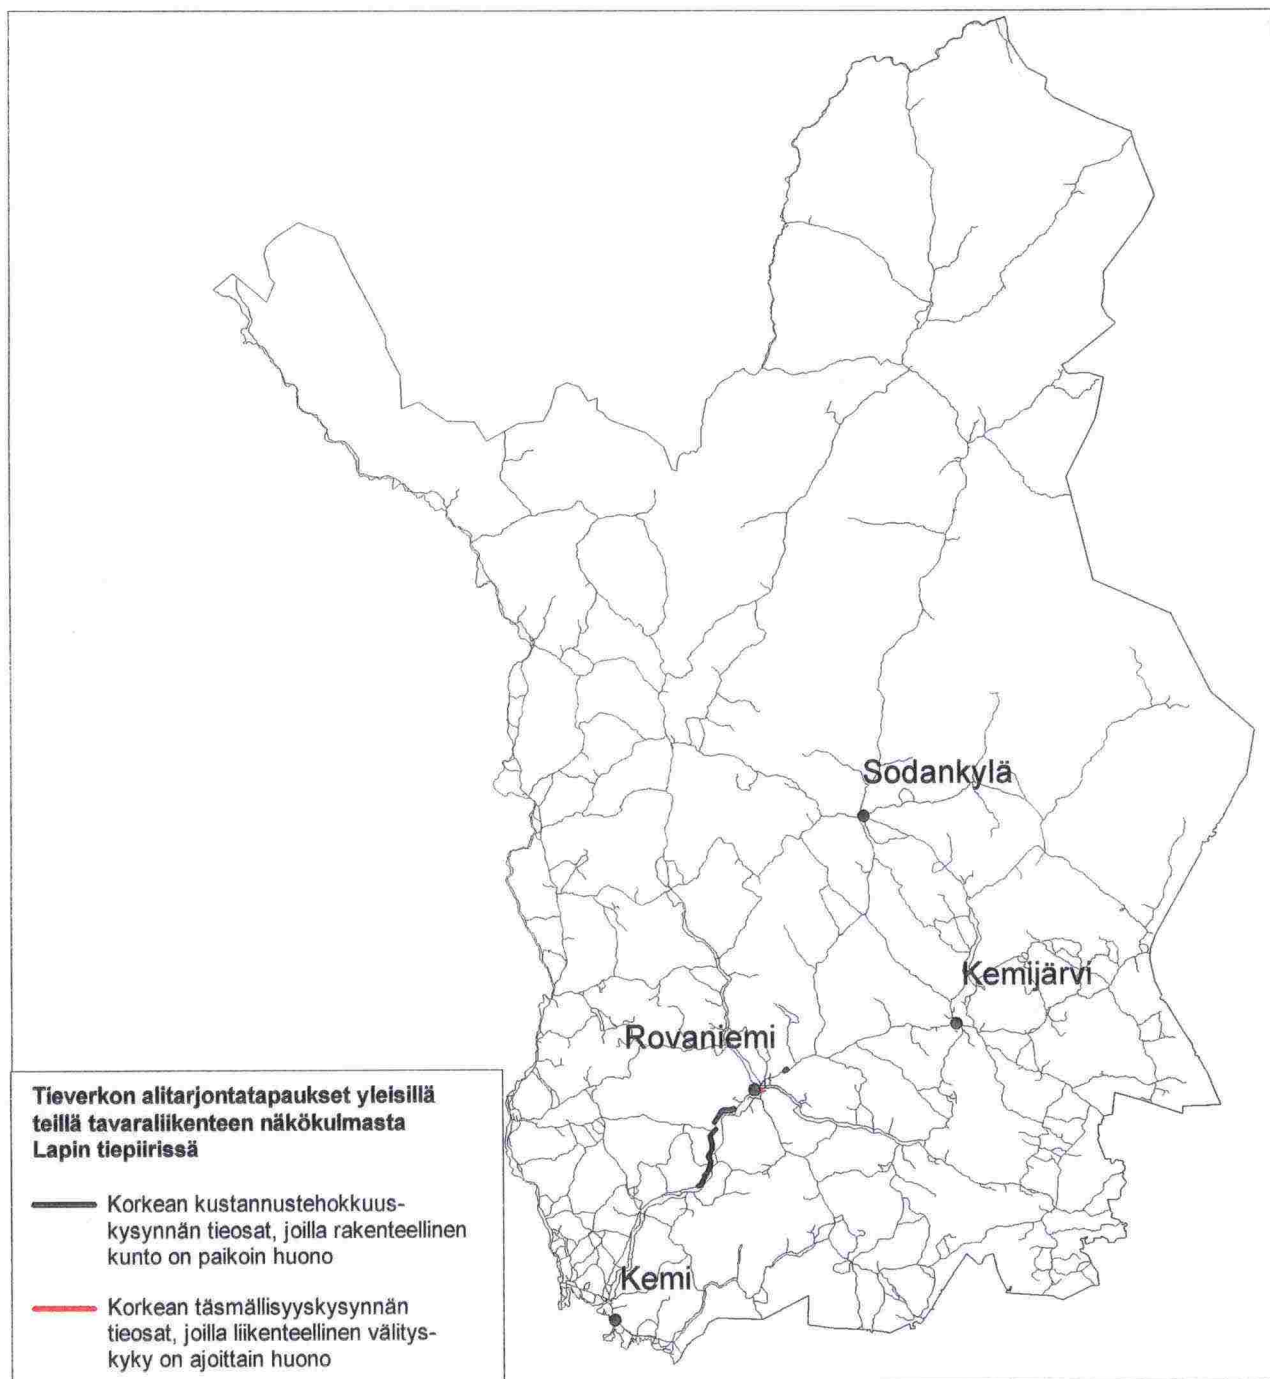 Sodankylä
Kemijärvi
Rovaniemi
Kemi
Tieverkon alitarjontatapaukset yleisillä
teillä tavaraliikenteen näkökulmasta
Lapin tiepiirissä
Korkean kustannustehokkuus-
kysynnän tieosat, joilla rakenteellinen
kunto on paikoin huono
Korkean täsmällisyyskysynnän
tieosat, joilla liikenteellinen välitys-
kyky on ajoittain huono